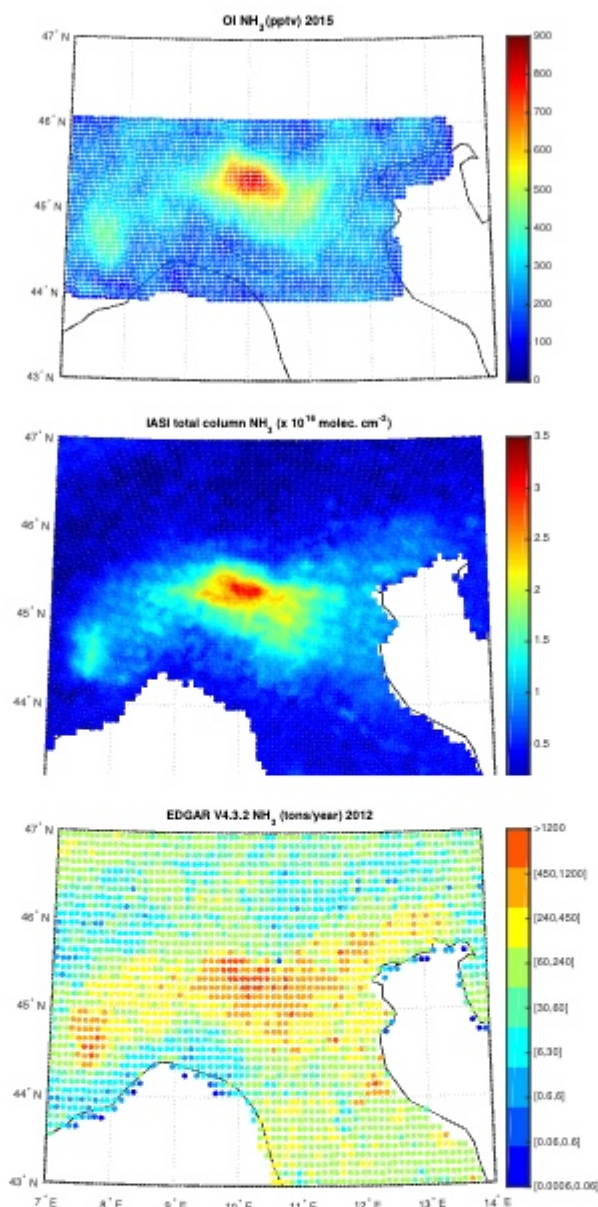 OI NH3 (pptv) 2015
47° N
46° N
45° N
44° N
43° N
900
800
700
600
500
400
300
200
100
0
IASI total column NH3 (x 10^16 molec. cm^-2)
47° N
46° N
45° N
44° N
3.5
3
2.5
2
1.5
1
0.5
EDGAR V4.3.2 NH3 (tons/year) 2012
47° N
46° N
45° N
44° N
43° N
7° E
8° E
9° E
10° E
11° E
12° E
13° E
14° E
>1200
[450,1200]
[240,450]
[60,240]
[30,60]
[6,30]
[0.6,6]
[0.06,0.6]
[0.0006,0.06]